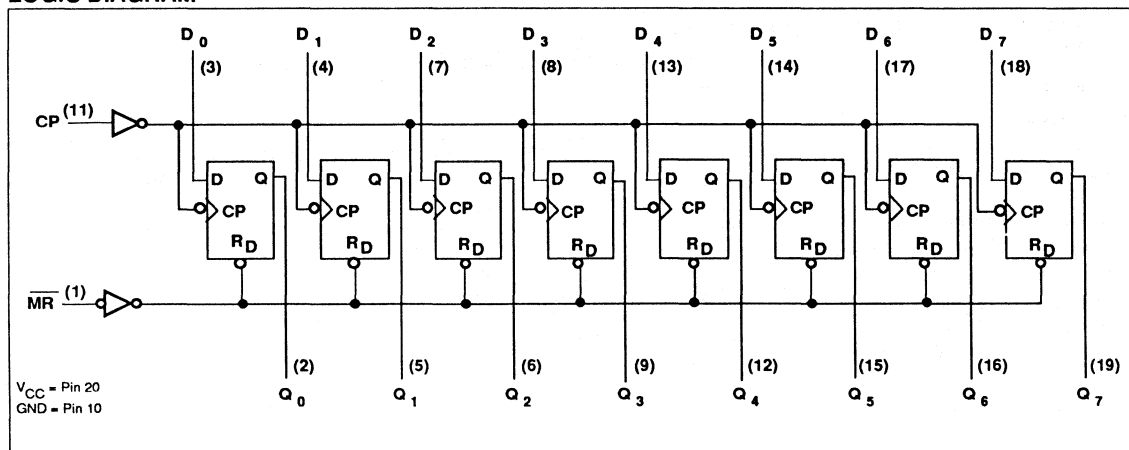 LOGIC DIAGRAM
D0 D1 D2 D3 D4 D5 D6 D7
(3) (4) (7) (8) (13) (14) (17) (18)
CP (11)
D Q D Q D Q D Q D Q D Q D Q D Q
CP CP CP CP CP CP CP CP
RD RD RD RD RD RD RD RD
MR (1)
(2) (5) (6) (9) (12) (15) (16) (19)
Q0 Q1 Q2 Q3 Q4 Q5 Q6 Q7
VCC = Pin 20
GND = Pin 10